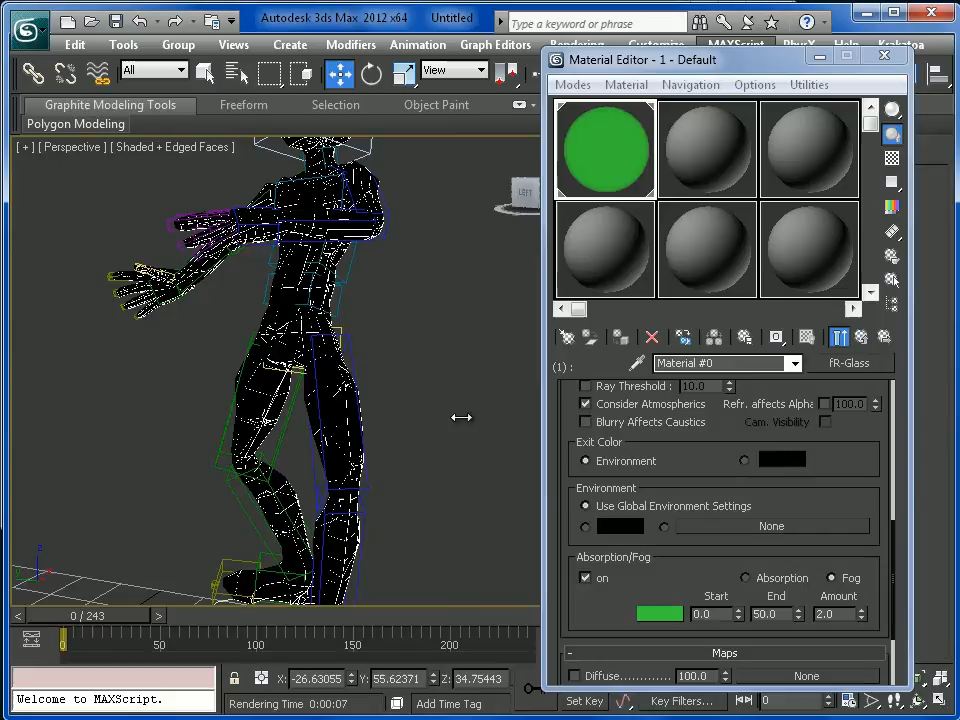 Autodesk 3ds Max 2012 x64 Untitled
Type a keyword or phrase
Edit Tools Group Views Create Modifiers Animation Graph Editors Rendering Customize MAXScript PhysX Help Krakatoa
All
View
Graphite Modeling Tools Freeform Selection Object Paint
Polygon Modeling
[ + ] [ Perspective ] [ Shaded + Edged Faces ]
LEFT
z
0 / 243
0 50 100 150 200
X: -26.63055 Y: 55.62371 Z: 34.75443
Welcome to MAXScript.
Rendering Time 0:00:07
Add Time Tag
Set Key
Key Filters...
0
Material Editor - 1 - Default
Modes Material Navigation Options Utilities
(1) :
Material #0
fR-Glass
Ray Threshold : 10.0
Consider Atmospherics Refr. affects Alpha 100.0
Blurry Affects Caustics Cam. Visibility
Exit Color
Environment
Environment
Use Global Environment Settings
None
Absorption/Fog
on Absorption Fog
Start End Amount
0.0 50.0 2.0
- Maps
Diffuse............. 100.0 None